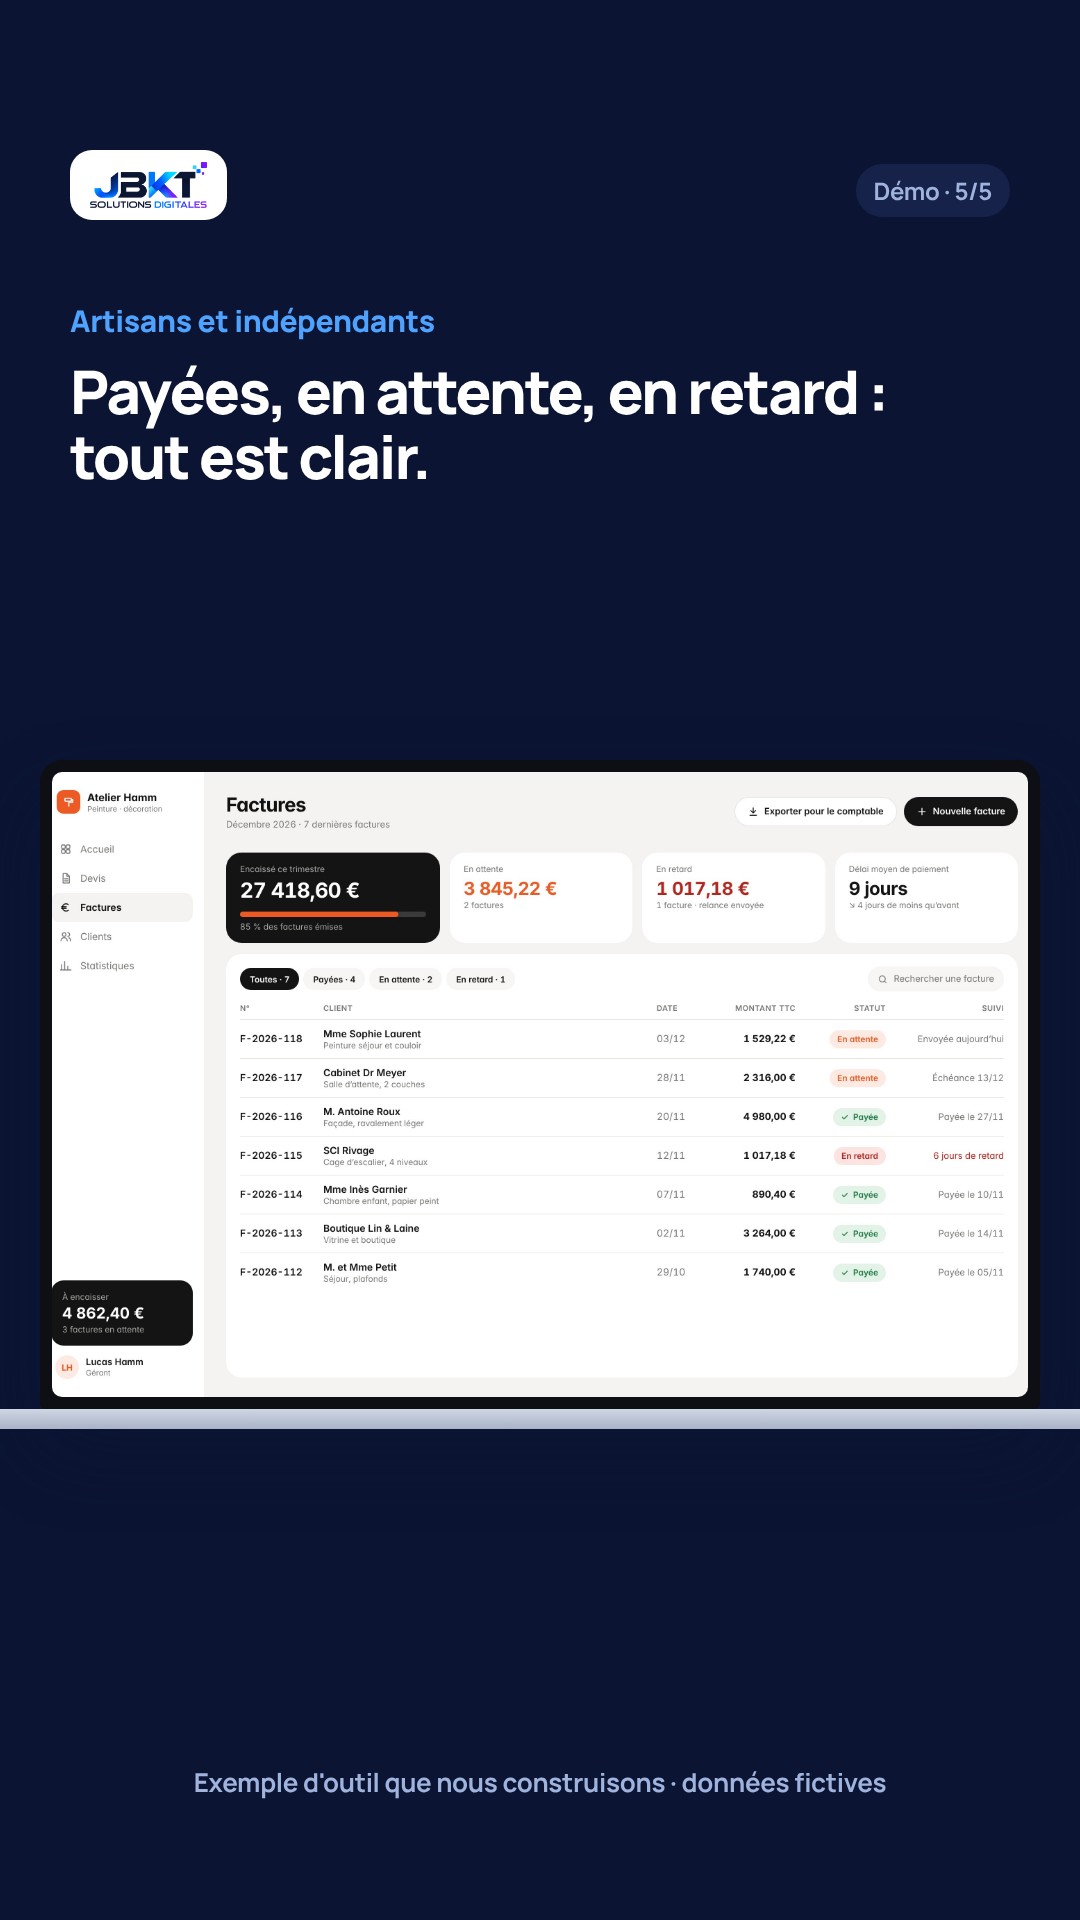 JBKT
SOLUTIONS DIGITALES
Démo · 5/5
Artisans et indépendants
Payées, en attente, en retard :
tout est clair.
Atelier Hamm
Peinture · décoration
Accueil
Devis
Factures
Clients
Statistiques
À encaisser
4 862,40 €
3 factures en attente
LH
Lucas Hamm
Gérant
Factures
Décembre 2026 · 7 dernières factures
Exporter pour le comptable
+ Nouvelle facture
Encaissé ce trimestre
27 418,60 €
85 % des factures émises
En attente
3 845,22 €
2 factures
En retard
1 017,18 €
1 facture · relance envoyée
Délai moyen de paiement
9 jours
↘ 4 jours de moins qu'avant
Toutes · 7 Payées · 4 En attente · 2 En retard · 1 Rechercher une facture
N° CLIENT DATE MONTANT TTC STATUT SUIVI
F-2026-118 Mme Sophie Laurent 03/12 1 529,22 € En attente Envoyée aujourd'hui
Peinture séjour et couloir
F-2026-117 Cabinet Dr Meyer 28/11 2 316,00 € En attente Échéance 13/12
Salle d'attente, 2 couches
F-2026-116 M. Antoine Roux 20/11 4 980,00 € ✓ Payée Payée le 27/11
Façade, ravalement léger
F-2026-115 SCI Rivage 12/11 1 017,18 € En retard 6 jours de retard
Cage d'escalier, 4 niveaux
F-2026-114 Mme Inès Garnier 07/11 890,40 € ✓ Payée Payée le 10/11
Chambre enfant, papier peint
F-2026-113 Boutique Lin & Laine 02/11 3 264,00 € ✓ Payée Payée le 14/11
Vitrine et boutique
F-2026-112 M. et Mme Petit 29/10 1 740,00 € ✓ Payée Payée le 05/11
Séjour, plafonds
Exemple d'outil que nous construisons · données fictives